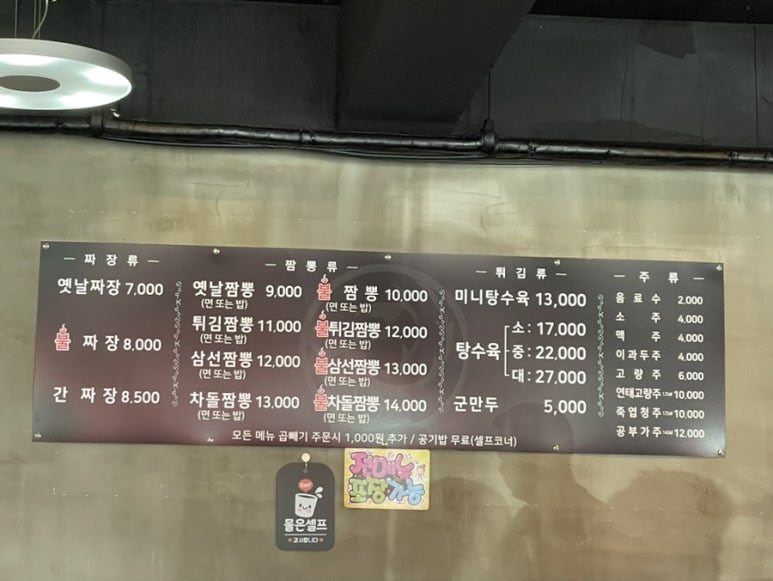 — 짜 장 류 —
옛날짜장 7,000
불 짜 장 8,000
간 짜 장 8,500
— 짬 뽕 류 —
옛날짬뽕 9,000
(면 또는 밥)
튀김짬뽕 11,000
(면 또는 밥)
삼선짬뽕 12,000
(면 또는 밥)
차돌짬뽕 13,000
(면 또는 밥)
불 짬 뽕 10,000
(면 또는 밥)
불튀김짬뽕 12,000
(면 또는 밥)
불삼선짬뽕 13,000
(면 또는 밥)
불차돌짬뽕 14,000
(면 또는 밥)
— 튀 김 류 —
미니탕수육 13,000
탕수육
소 : 17,000
중 : 22,000
대 : 27,000
군만두 5,000
— 주 류 —
음 료 수 2,000
소 주 4,000
맥 주 4,000
이 과 두 주 4,000
고 량 주 6,000
연태고량주 10,000
죽 엽 청 주 10,000
공 부 가 주 12,000
모든 메뉴 곱빼기 주문시 1,000원 추가 / 공기밥 무료(셀프코너)
물은셀프
감사합니다
전메뉴
포장가능